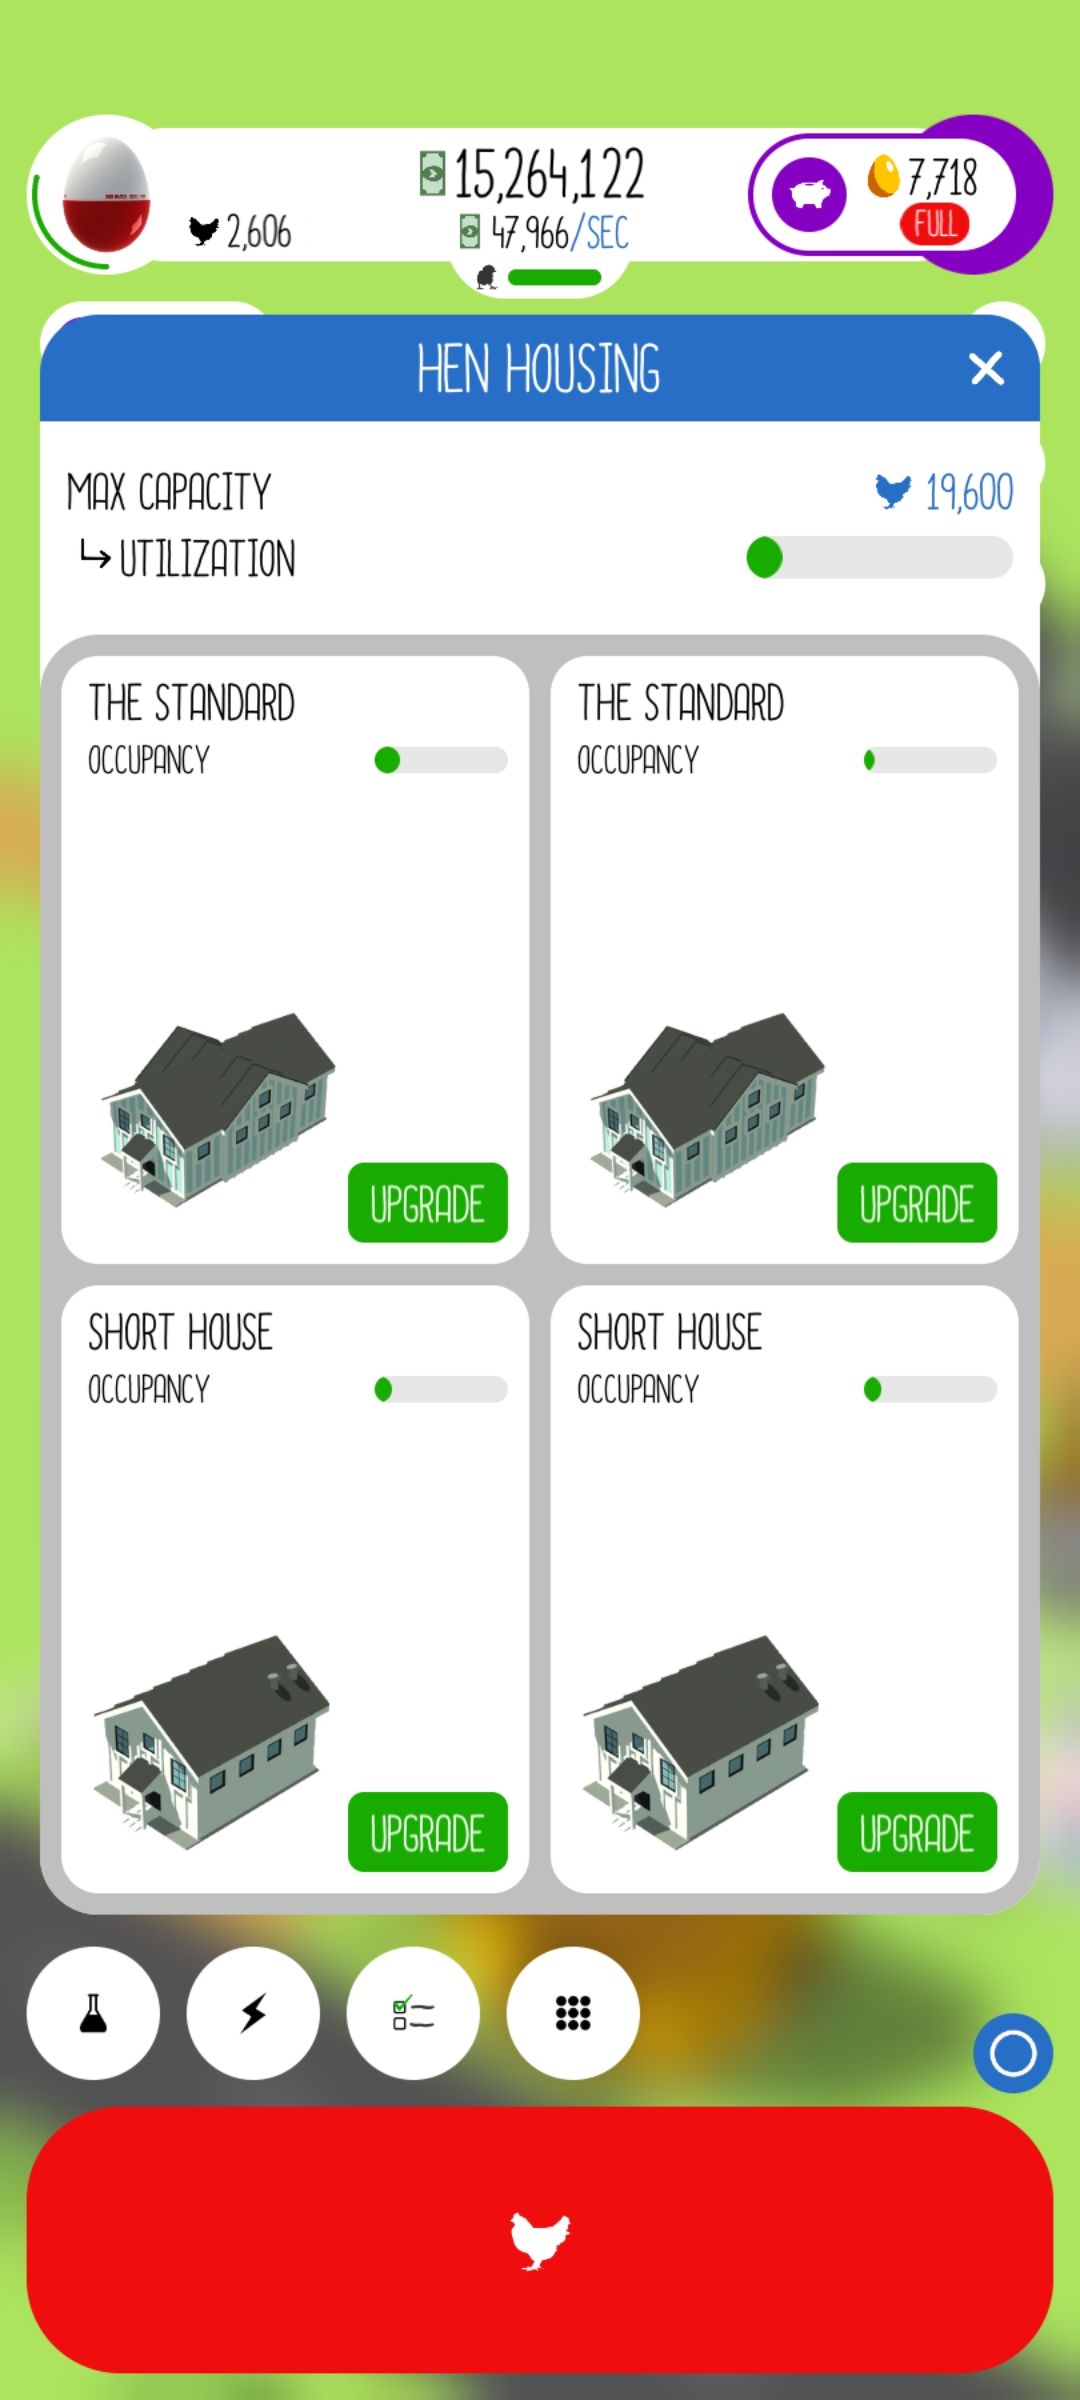 15,264,122
2,606
47,966/SEC
7,718
FULL
HEN HOUSING
MAX CAPACITY
19,600
UTILIZATION
THE STANDARD
OCCUPANCY
UPGRADE
THE STANDARD
OCCUPANCY
UPGRADE
SHORT HOUSE
OCCUPANCY
UPGRADE
SHORT HOUSE
OCCUPANCY
UPGRADE